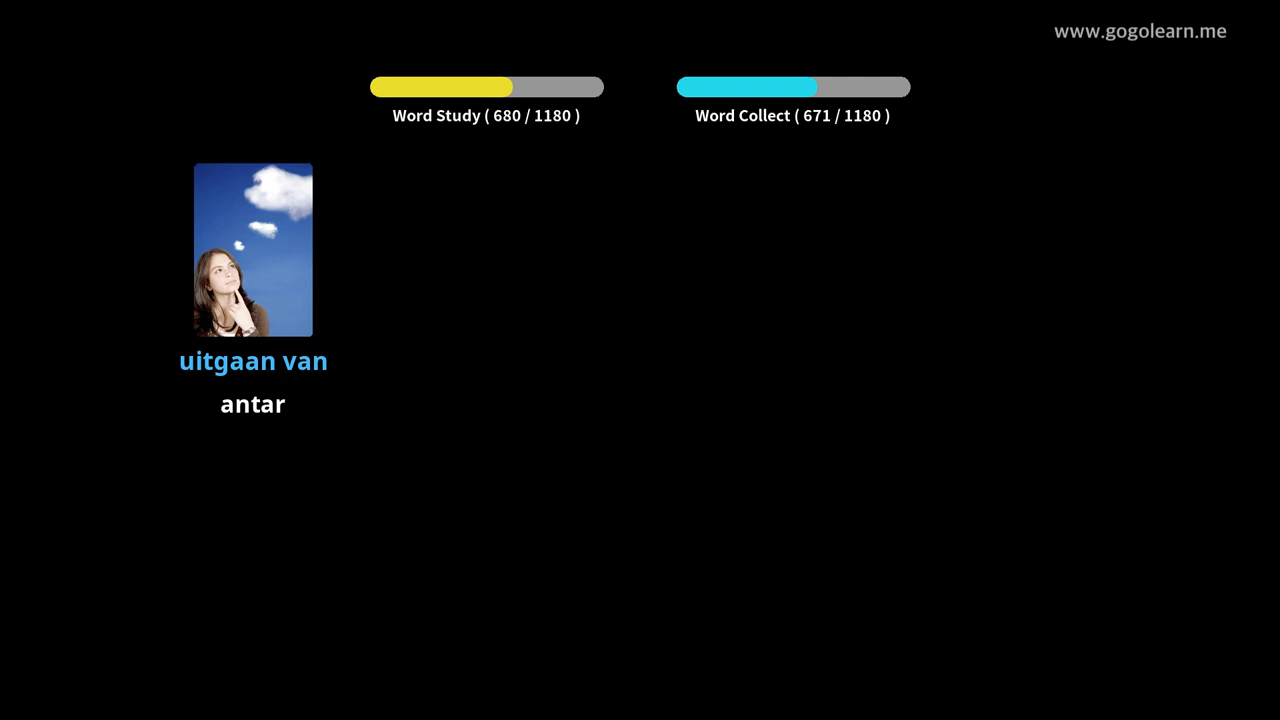 www.gogolearn.me
Word Study ( 680 / 1180 )
Word Collect ( 671 / 1180 )
uitgaan van
antar